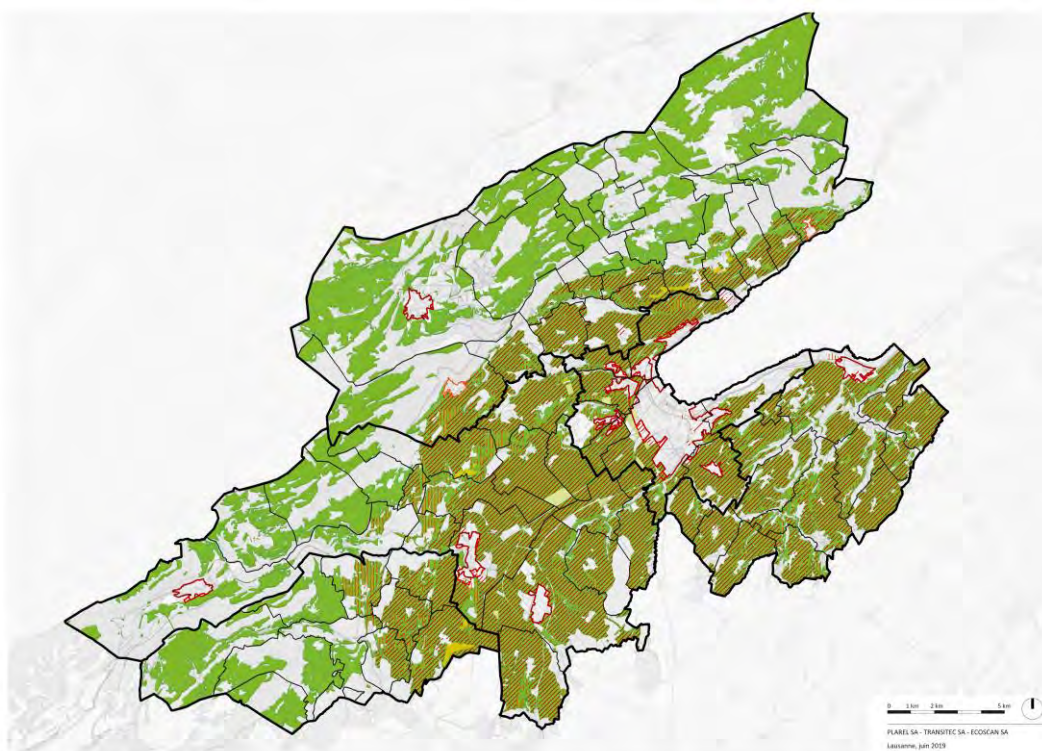 0 1 km 2 km 5 km
PLAREL SA - TRANSITEC SA - ECOSCAN SA
Lausanne, juin 2019